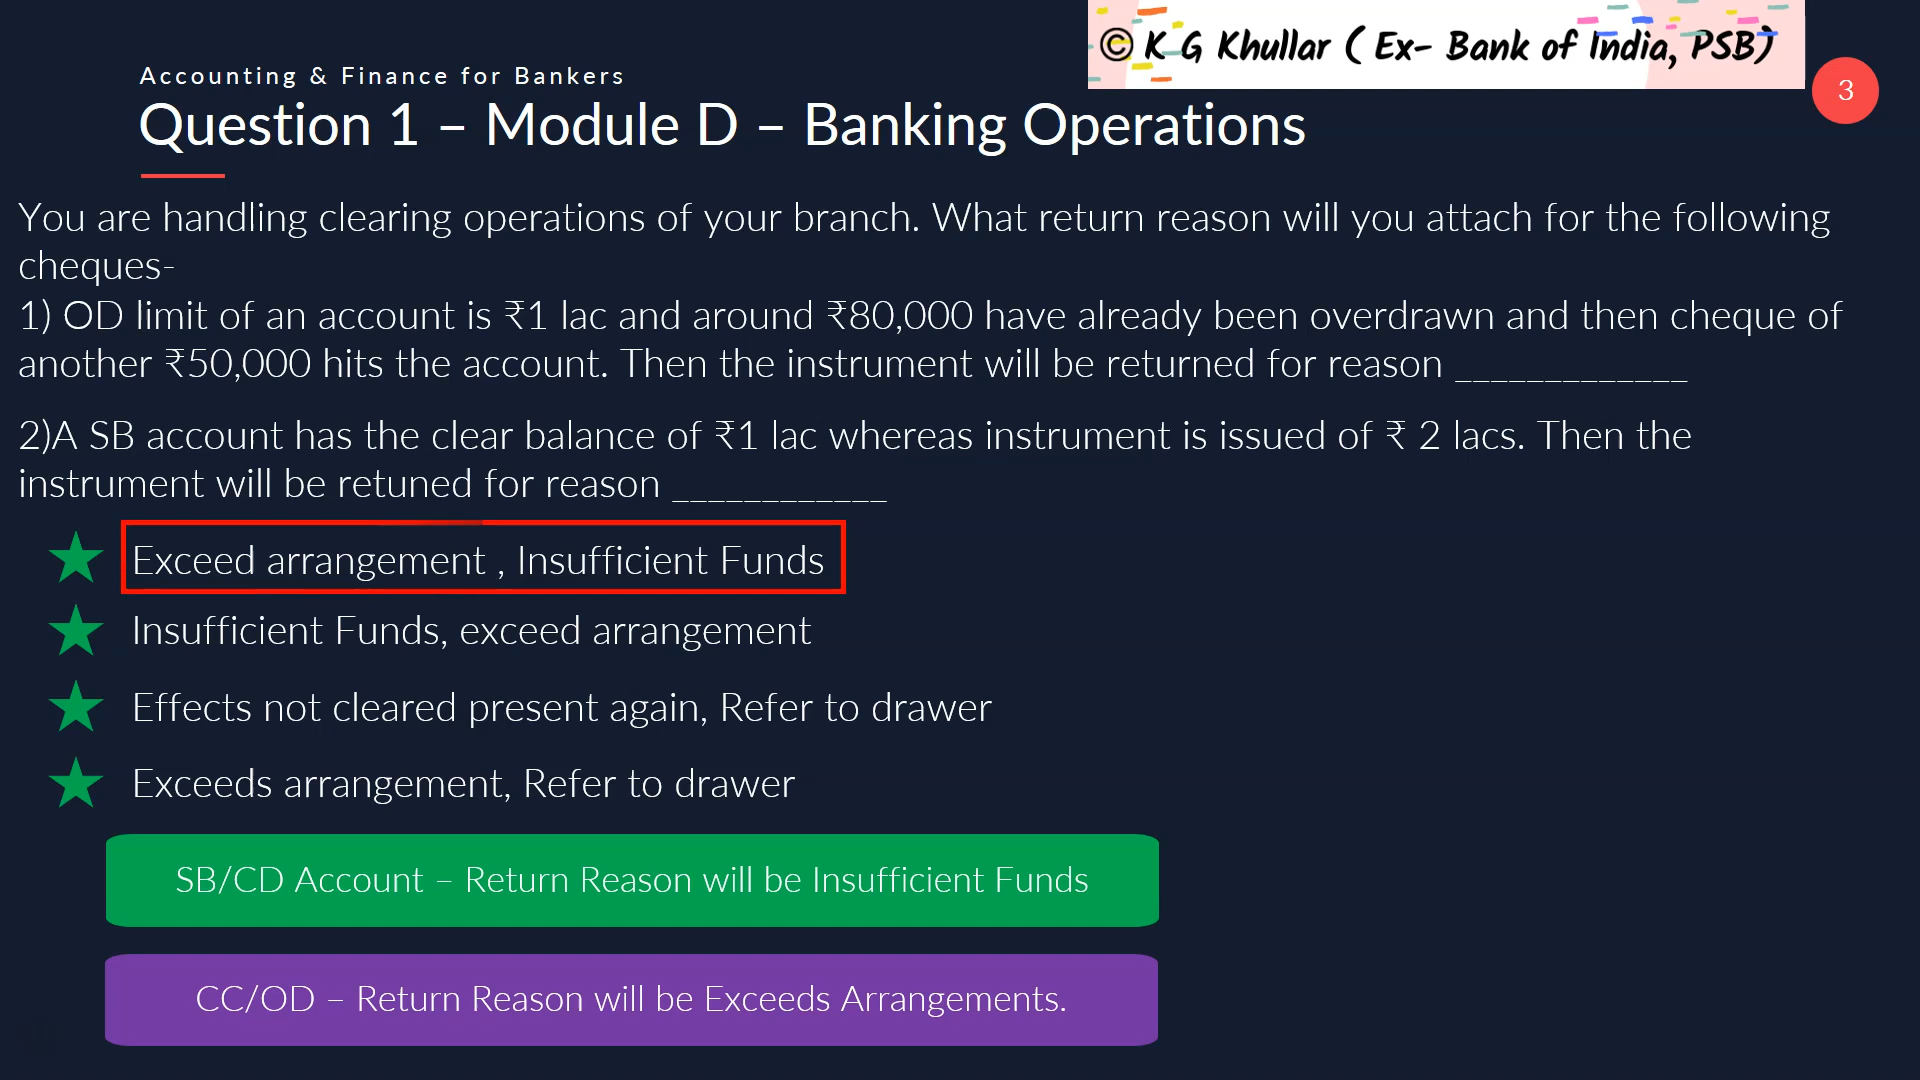 © K G Khullar ( Ex- Bank of India, PSB)
3
Accounting & Finance for Bankers
Question 1 – Module D – Banking Operations
You are handling clearing operations of your branch. What return reason will you attach for the following
cheques-
1) OD limit of an account is ₹1 lac and around ₹80,000 have already been overdrawn and then cheque of
another ₹50,000 hits the account. Then the instrument will be returned for reason _____________
2)A SB account has the clear balance of ₹1 lac whereas instrument is issued of ₹ 2 lacs. Then the
instrument will be retuned for reason ____________
Exceed arrangement , Insufficient Funds
Insufficient Funds, exceed arrangement
Effects not cleared present again, Refer to drawer
Exceeds arrangement, Refer to drawer
SB/CD Account – Return Reason will be Insufficient Funds
CC/OD – Return Reason will be Exceeds Arrangements.